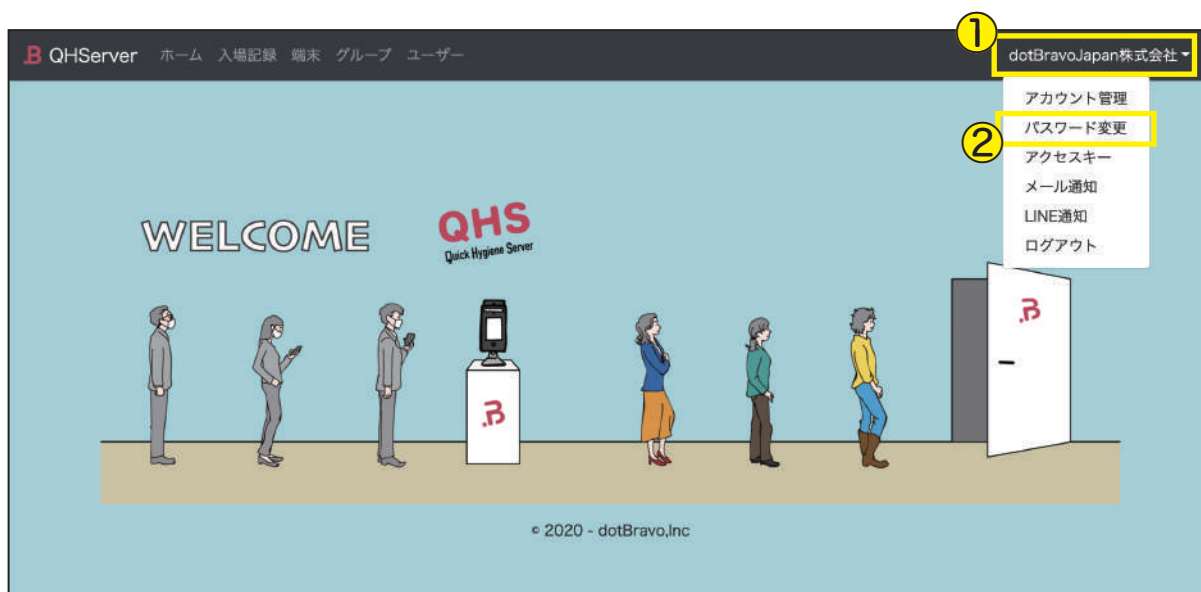 ①
B QHServer ホーム 入場記録 端末 グループ ユーザー dotBravoJapan株式会社
アカウント管理
② パスワード変更
アクセスキー
メール通知
LINE通知
ログアウト
WELCOME
QHS
Quick Hygiene Server
.B
.B
© 2020 - dotBravo,Inc